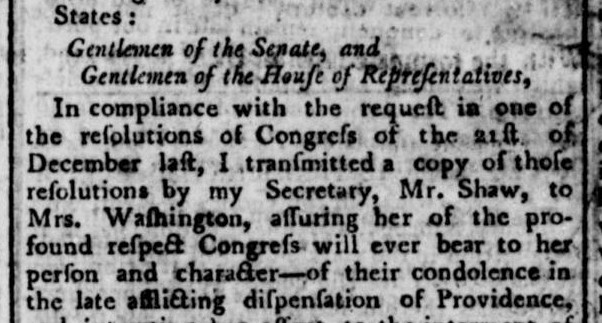 States :
Gentlemen of the Senate, and
Gentlemen of the Houſe of Repreſentatives,
In compliance with the requeſt in one of
the reſolutions of Congreſs of the 21ſt of
December laſt, I tranſmitted a copy of thoſe
reſolutions by my Secretary, Mr. Shaw, to
Mrs. Waſhington, aſſuring her of the pro-
found reſpect Congreſs will ever bear to her
perſon and character—of their condolence in
the late afflicting diſpenſation of Providence,